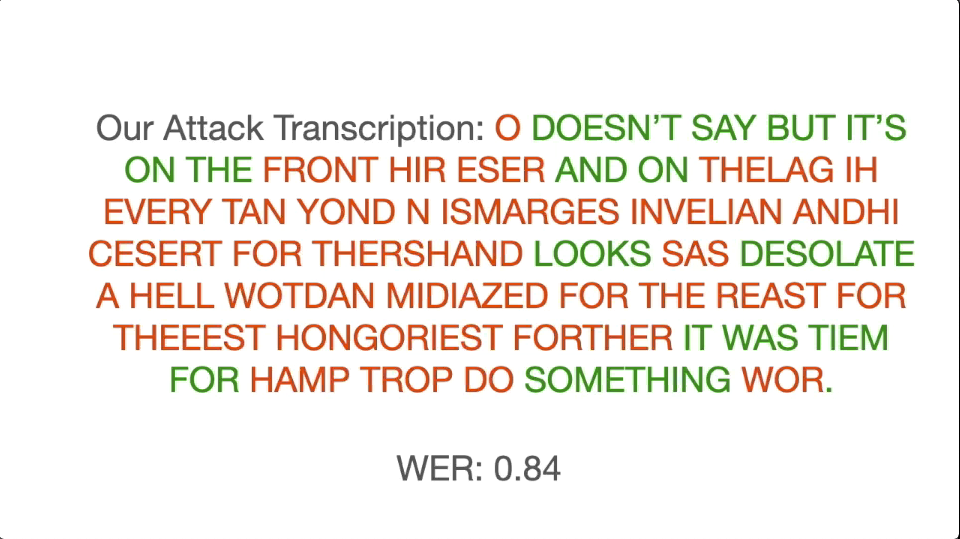 Our Attack Transcription: O DOESN’T SAY BUT IT’S
ON THE FRONT HIR ESER AND ON THELAG IH
EVERY TAN YOND N ISMARGES INVELIAN ANDHI
CESERT FOR THERSHAND LOOKS SAS DESOLATE
A HELL WOTDAN MIDIAZED FOR THE REAST FOR
THEEEST HONGORIEST FORTHER IT WAS TIEM
FOR HAMP TROP DO SOMETHING WOR.
WER: 0.84